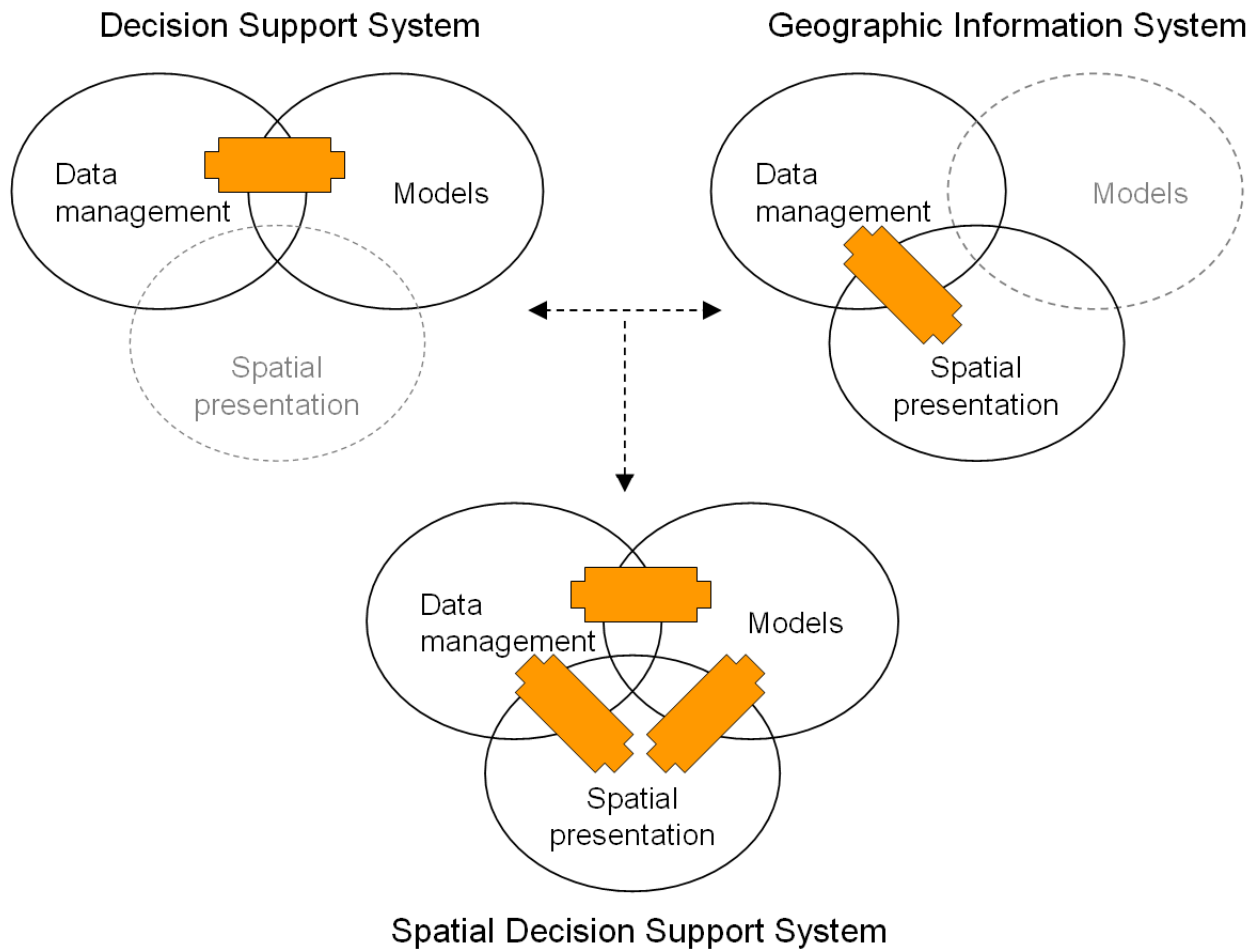 Decision Support System
Geographic Information System
Data
management
Models
Spatial
presentation
Data
management
Models
Spatial
presentation
Data
management
Models
Spatial
presentation
Spatial Decision Support System